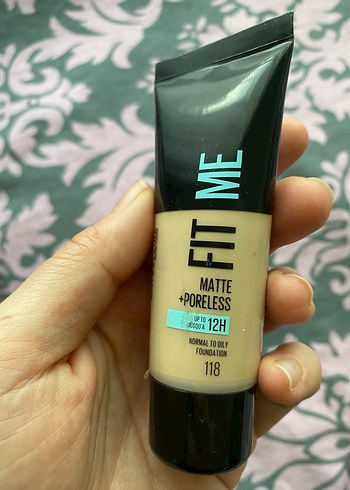 FIT ME
MATTE
+PORELESS
UP TO
JUSQU'A 12H
NORMAL TO OILY
FOUNDATION
118